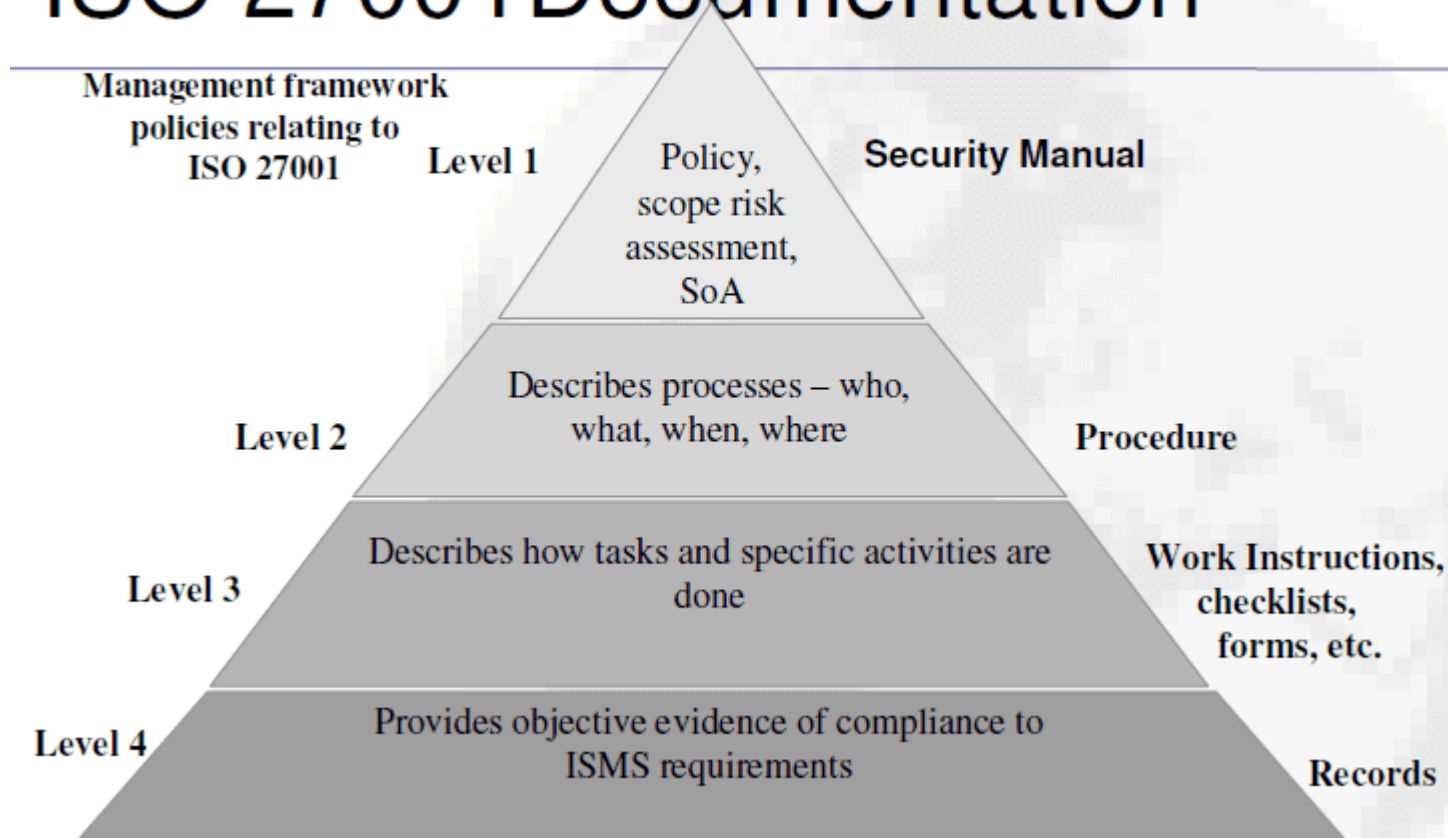 ISO 27001Documentation
Management framework
policies relating to
ISO 27001
Level 1
Policy,
scope risk
assessment,
SoA
Security Manual
Level 2
Describes processes – who,
what, when, where
Procedure
Level 3
Describes how tasks and specific activities are
done
Work Instructions,
checklists,
forms, etc.
Level 4
Provides objective evidence of compliance to
ISMS requirements
Records